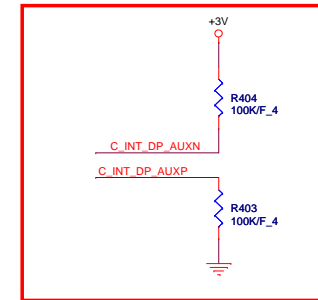 +3V
R404
100K/F_4
C_INT_DP_AUXN
C_INT_DP_AUXP
R403
100K/F_4